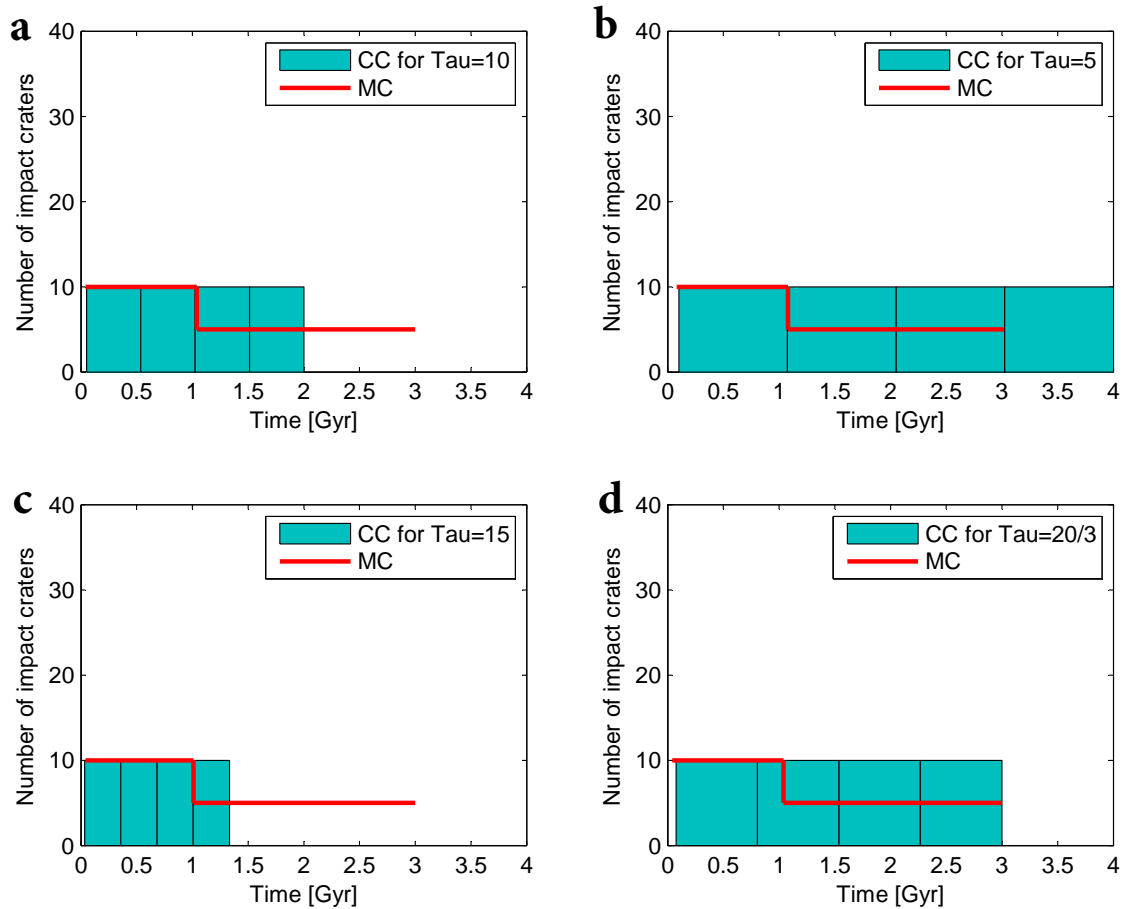 a
40
30
20
10
0
Number of impact craters
CC for Tau=10
MC
0 0.5 1 1.5 2 2.5 3 3.5 4
Time [Gyr]
b
40
30
20
10
0
Number of impact craters
CC for Tau=5
MC
0 0.5 1 1.5 2 2.5 3 3.5 4
Time [Gyr]
c
40
30
20
10
0
Number of impact craters
CC for Tau=15
MC
0 0.5 1 1.5 2 2.5 3 3.5 4
Time [Gyr]
d
40
30
20
10
0
Number of impact craters
CC for Tau=20/3
MC
0 0.5 1 1.5 2 2.5 3 3.5 4
Time [Gyr]